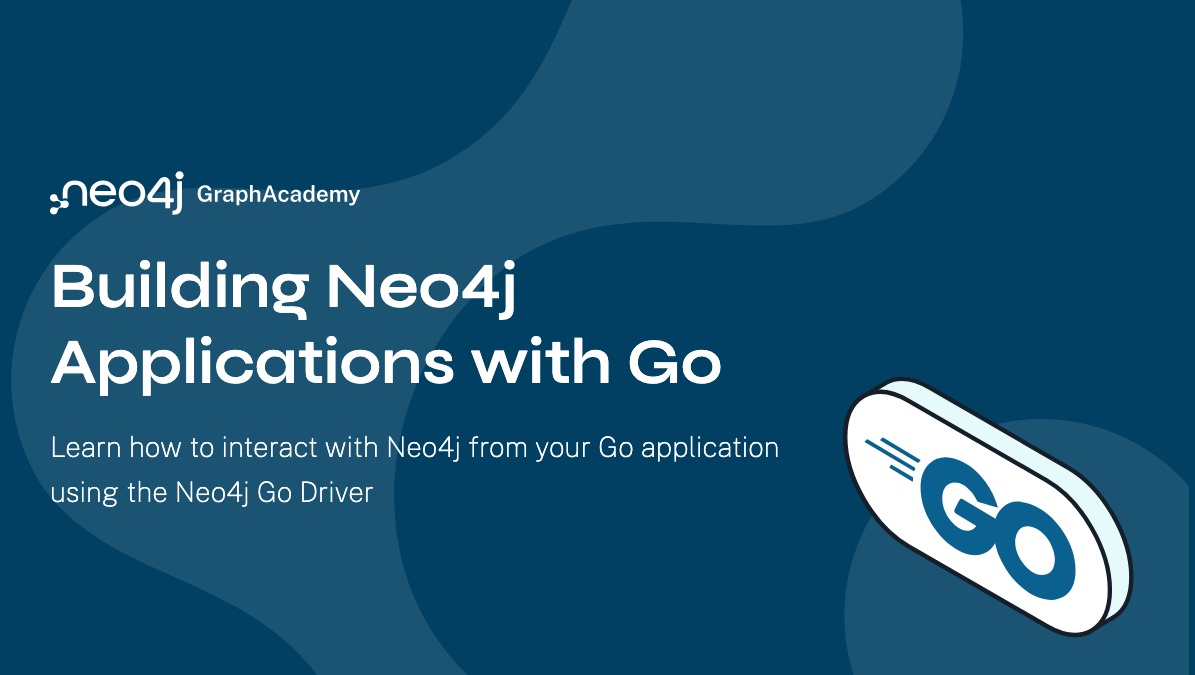 neo4j GraphAcademy
Building Neo4j
Applications with Go
Learn how to interact with Neo4j from your Go application
using the Neo4j Go Driver
GO